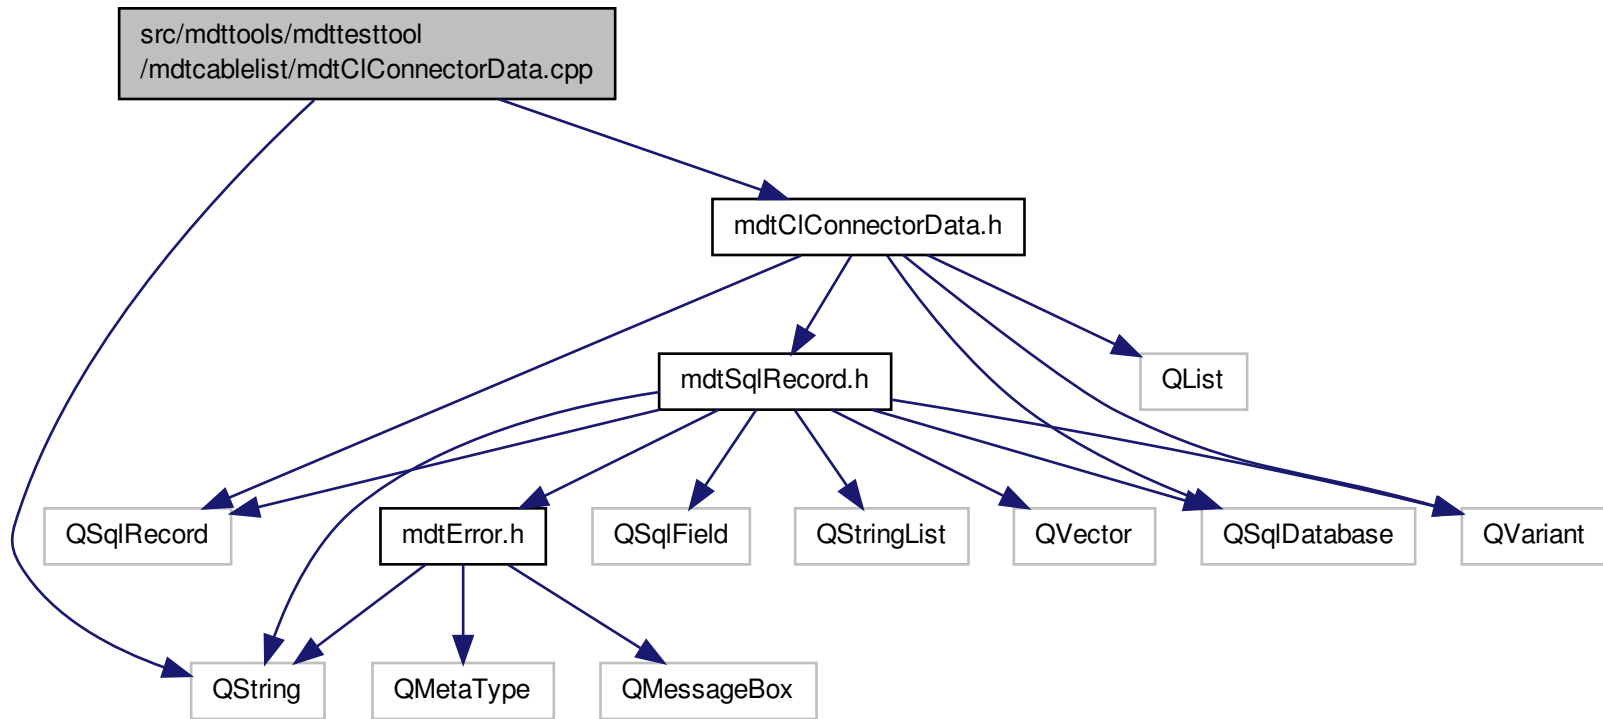 src/mdttools/mdttesttool
/mdtcablelist/mdtClConnectorData.cpp
mdtClConnectorData.h
mdtSqlRecord.h
QList
QSqlRecord
mdtError.h
QSqlField
QStringList
QVector
QSqlDatabase
QVariant
QString
QMetaType
QMessageBox